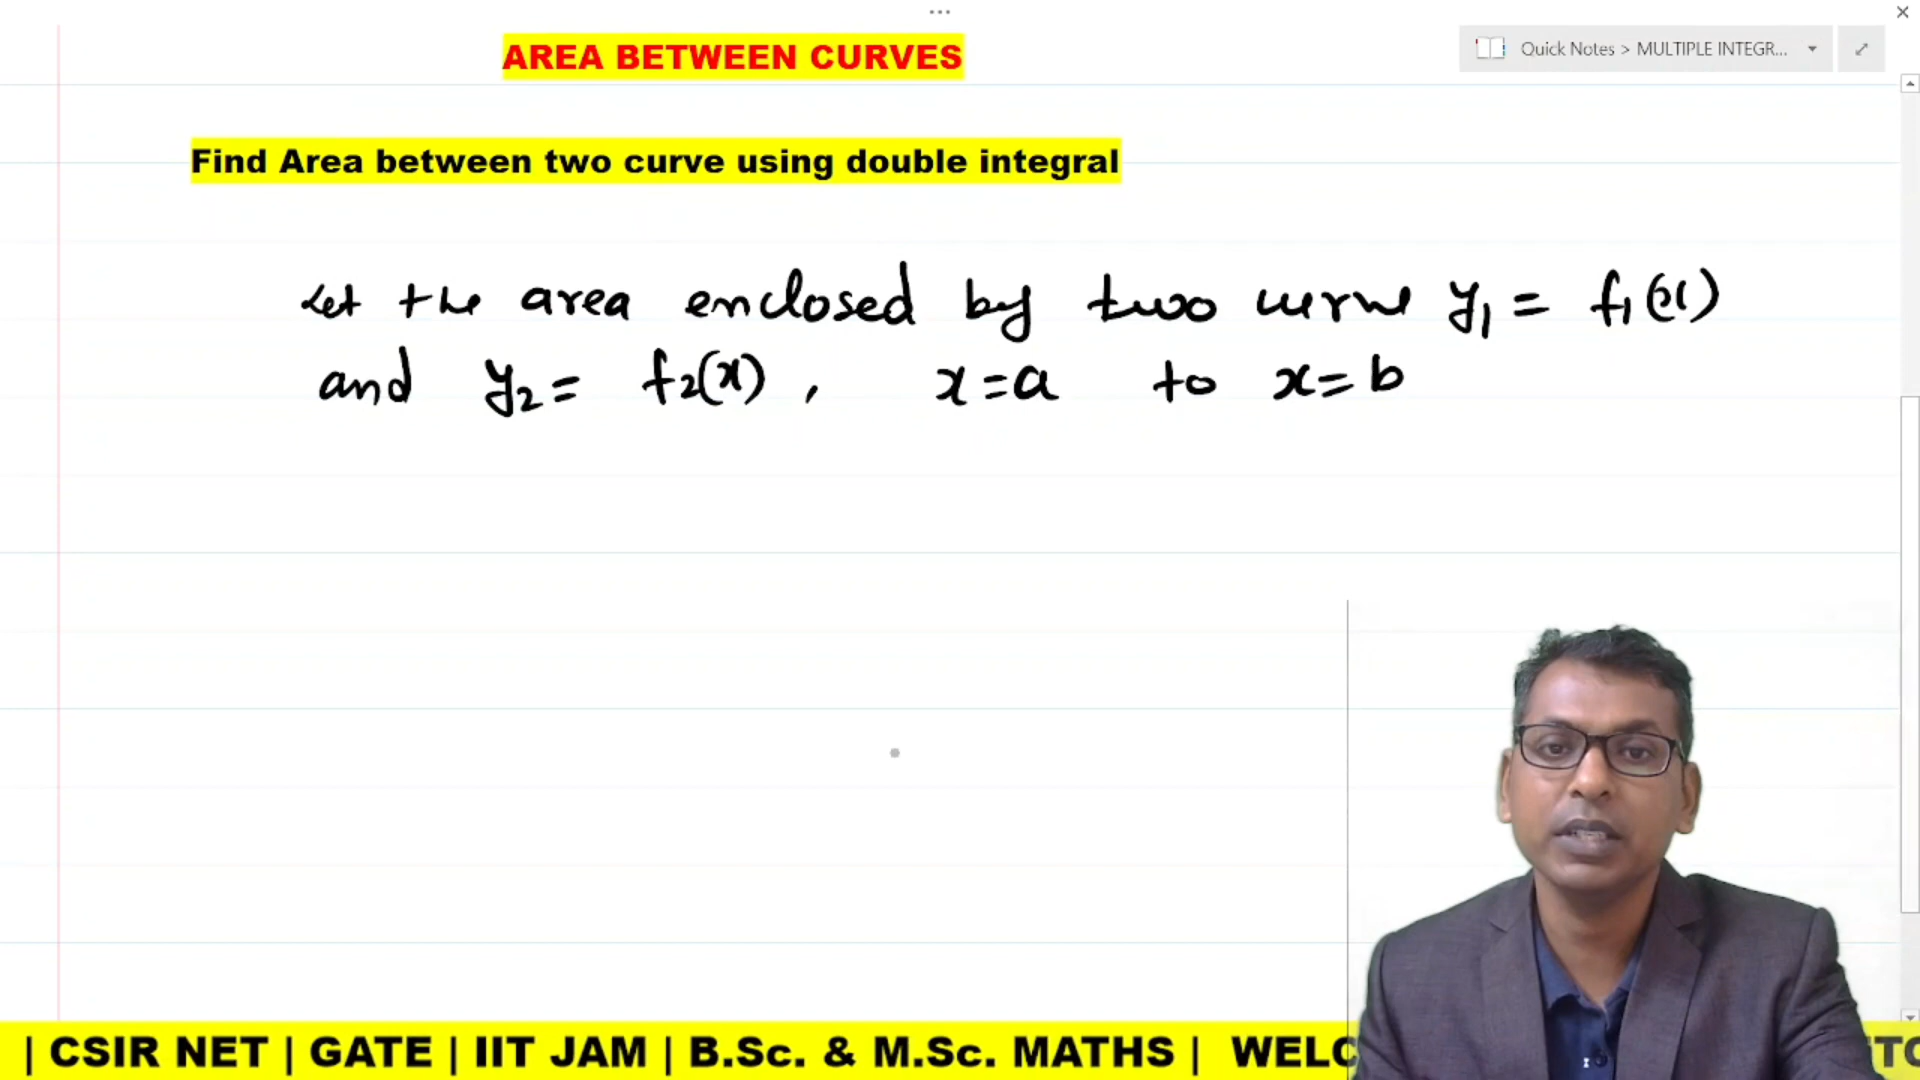 AREA BETWEEN CURVES
Quick Notes > MULTIPLE INTEGR...
Find Area between two curve using double integral
Let the area enclosed by two curve y₁ = f₁(x)
and y₂ = f₂(x), x=a to x=b
| CSIR NET | GATE | IIT JAM | B.Sc. & M.Sc. MATHS | WELC